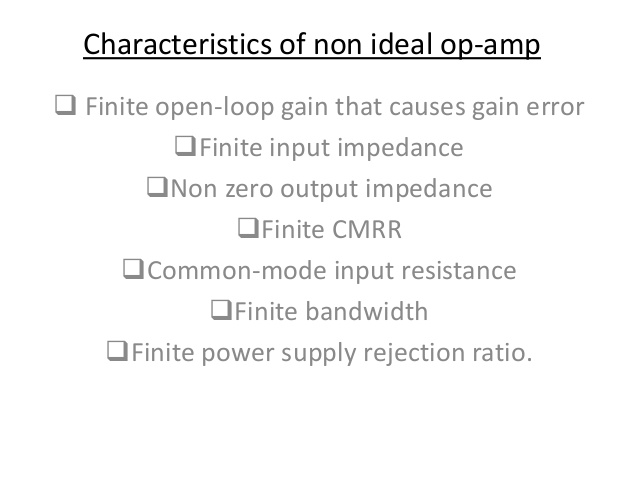 Characteristics of non ideal op-amp
❑ Finite open-loop gain that causes gain error
❑Finite input impedance
❑Non zero output impedance
❑Finite CMRR
❑Common-mode input resistance
❑Finite bandwidth
❑Finite power supply rejection ratio.